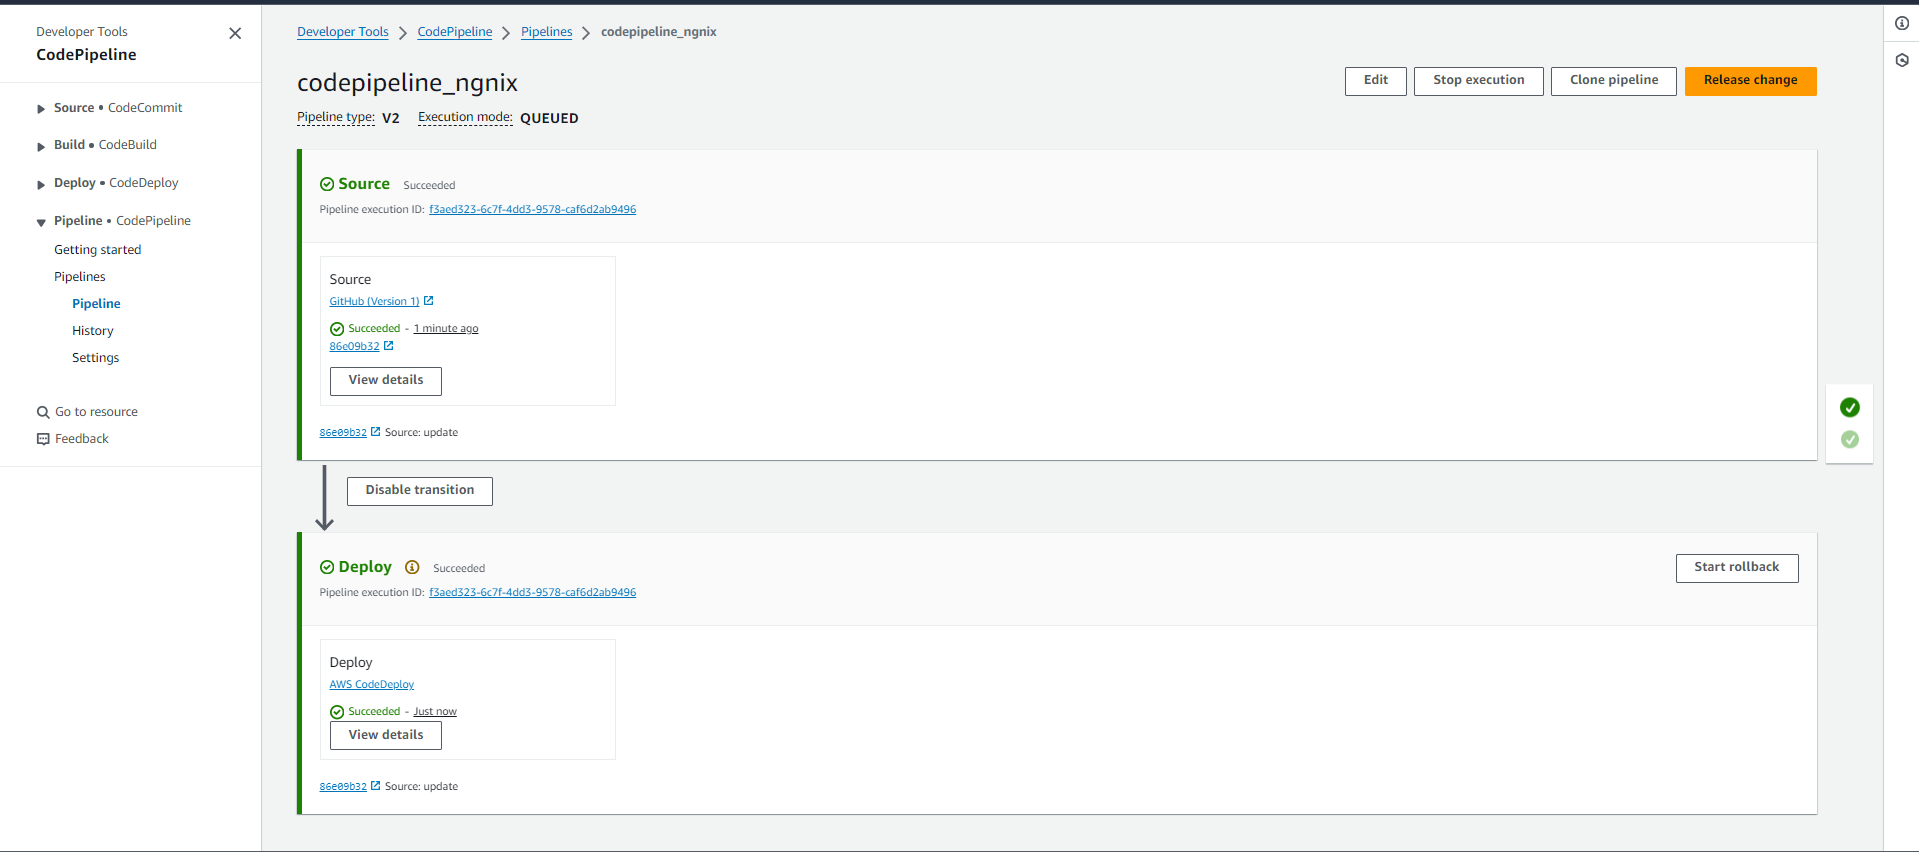 Developer Tools
CodePipeline
Source • CodeCommit
Build • CodeBuild
Deploy • CodeDeploy
Pipeline • CodePipeline
Getting started
Pipelines
Pipeline
History
Settings
Go to resource
Feedback
Developer Tools CodePipeline Pipelines codepipeline_ngnix
codepipeline_ngnix
Edit Stop execution Clone pipeline Release change
Pipeline type: V2 Execution mode: QUEUED
Source Succeeded
Pipeline execution ID: f3aed323-6c7f-4dd3-9578-caf6d2ab9496
Source
GitHub (Version 1)
Succeeded - 1 minute ago
86e09b32
View details
86e09b32 Source: update
Disable transition
Deploy Succeeded
Start rollback
Pipeline execution ID: f3aed323-6c7f-4dd3-9578-caf6d2ab9496
Deploy
AWS CodeDeploy
Succeeded - Just now
View details
86e09b32 Source: update